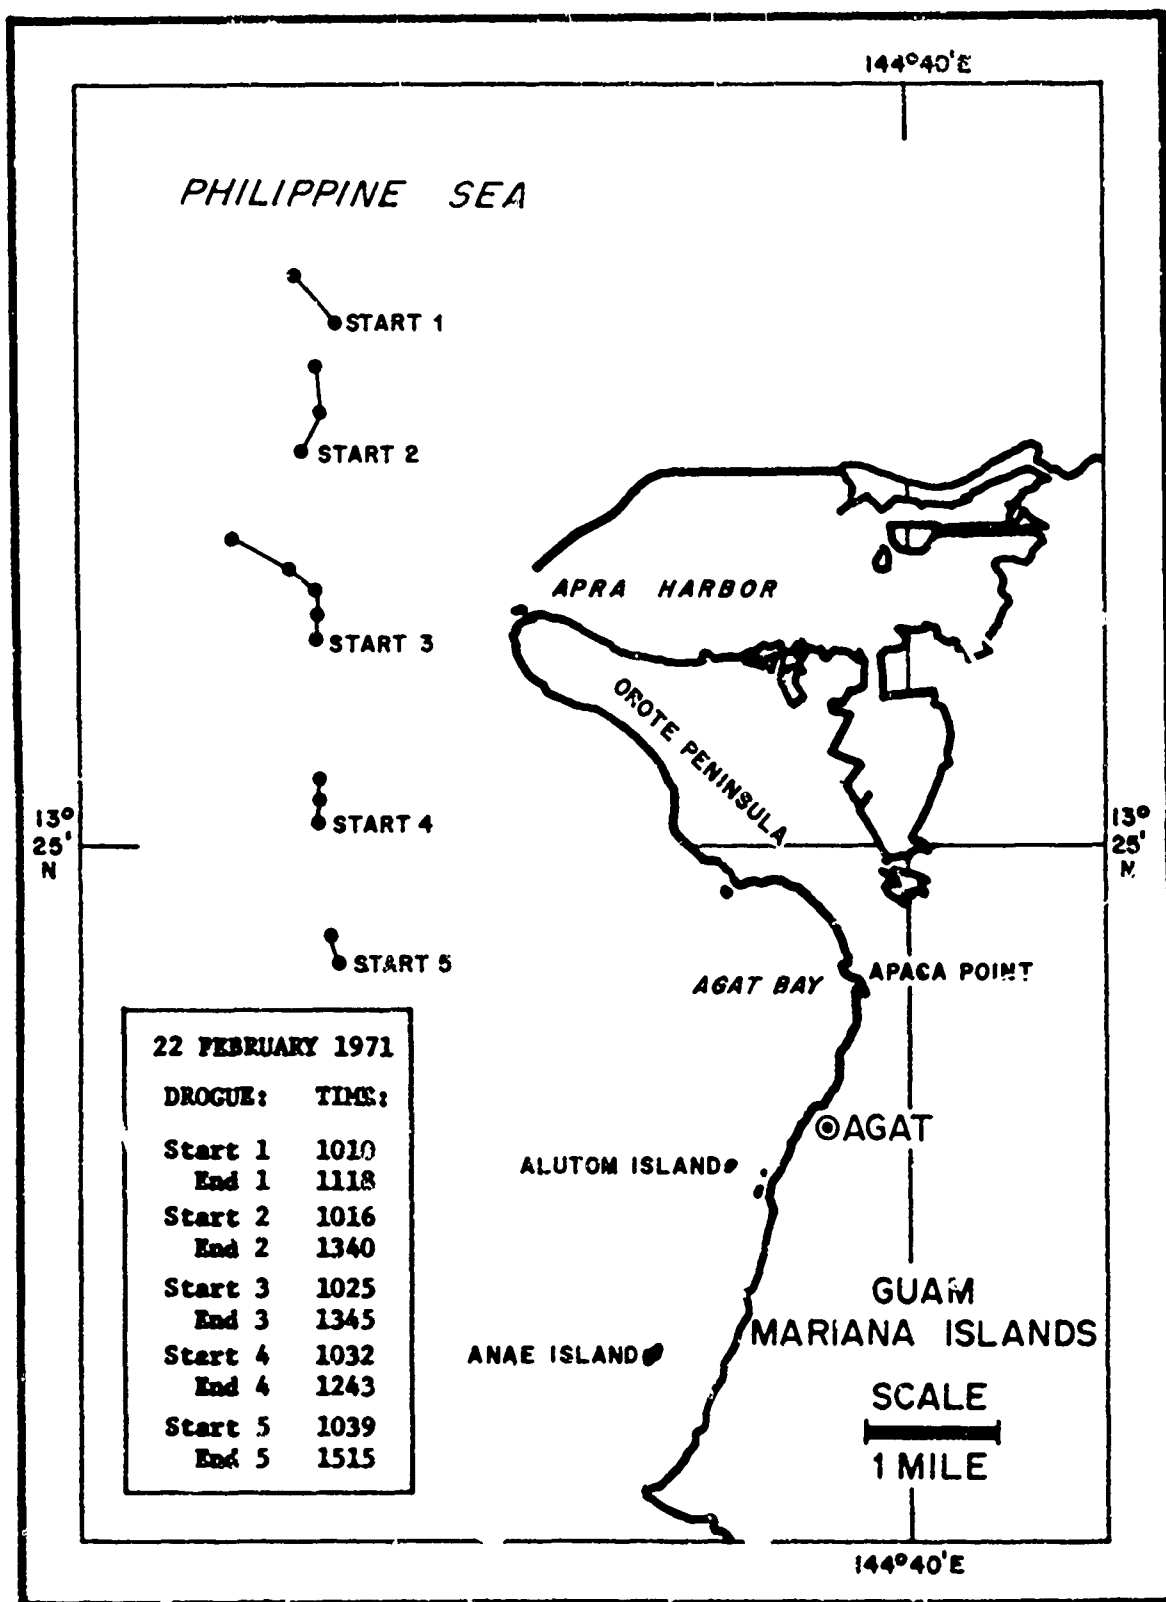 144°40'E
PHILIPPINE SEA
START 1
START 2
APRA HARBOR
START 3
OROTE PENINSULA
START 4
13°
25'
N
13°
25'
N
START 5
AGAT BAY
APACA POINT
22 FEBRUARY 1971
DROGUE: TIME:
Start 1 1010
End 1 1118
Start 2 1016
End 2 1340
Start 3 1025
End 3 1345
Start 4 1032
End 4 1243
Start 5 1039
End 5 1515
AGAT
ALUTOM ISLAND
GUAM
MARIANA ISLANDS
ANAE ISLAND
SCALE
1 MILE
144°40'E